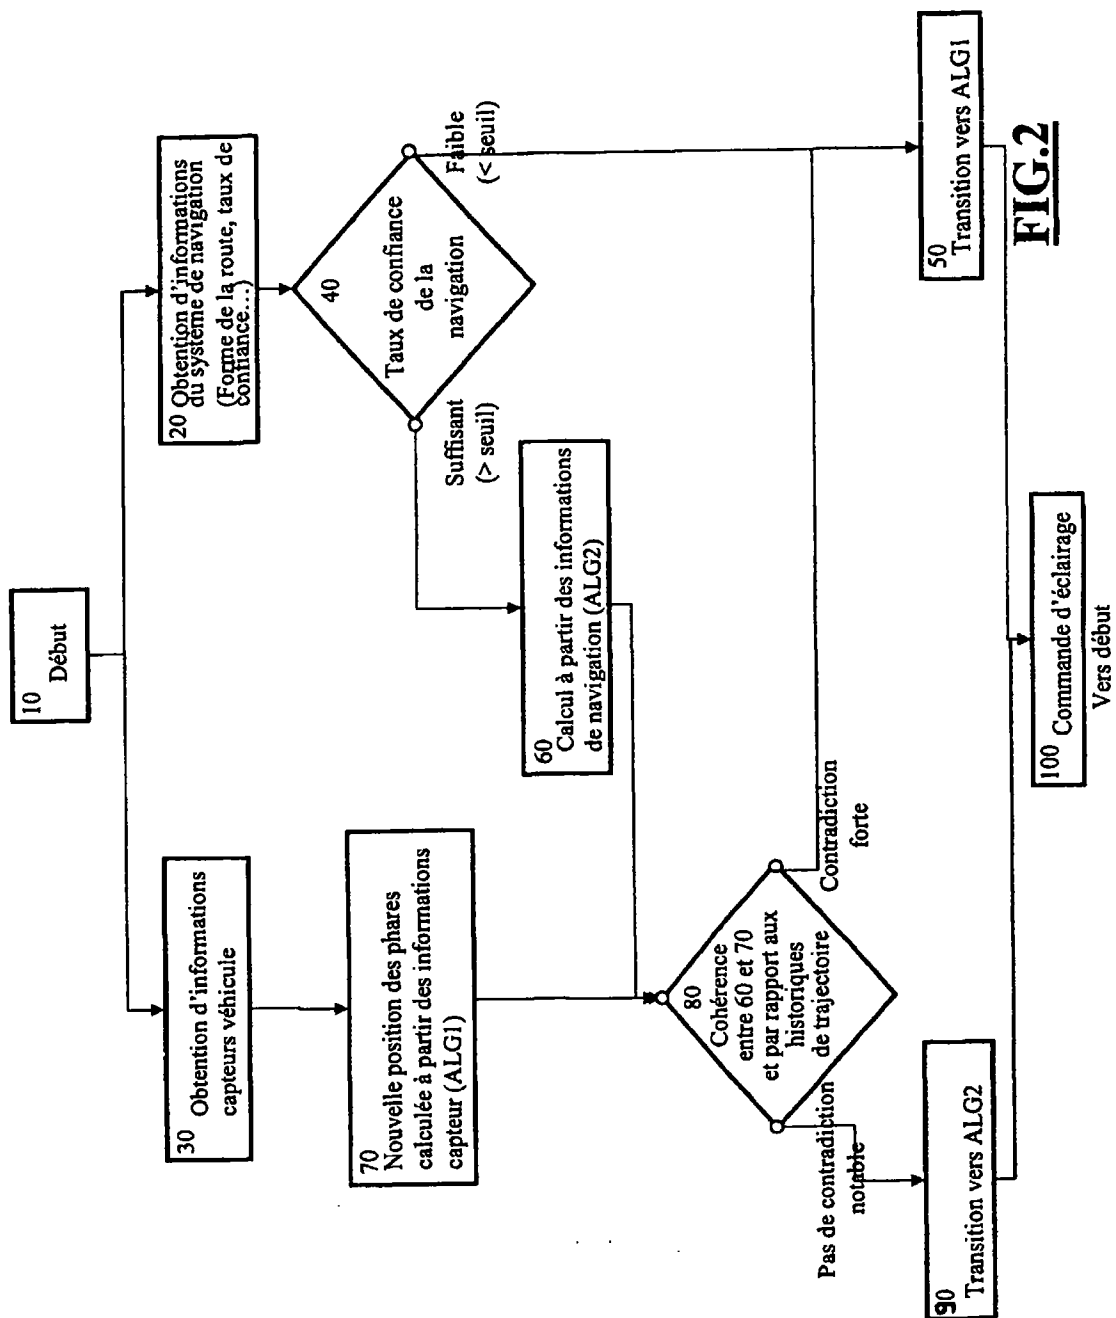 10
Début
20 Obtention d'informations
du système de navigation
(Forme de la route, taux de
confiance...)
30
Obtention d'informations
capteurs véhicule
40
Taux de confiance
de la
navigation
Faible
(< seuil)
Suffisant
(> seuil)
70
Nouvelle position des phares
calculée à partir des informations
capteur (ALG1)
60
Calcul à partir des informations
de navigation (ALG2)
80
Cohérence
entre 60 et 70
et par rapport aux
historiques
de trajectoire
Contradiction
forte
Pas de contradiction
notable
90
Transition vers ALG2
50
Transition vers ALG1
100 Commande d'éclairage
Vers début
FIG.2